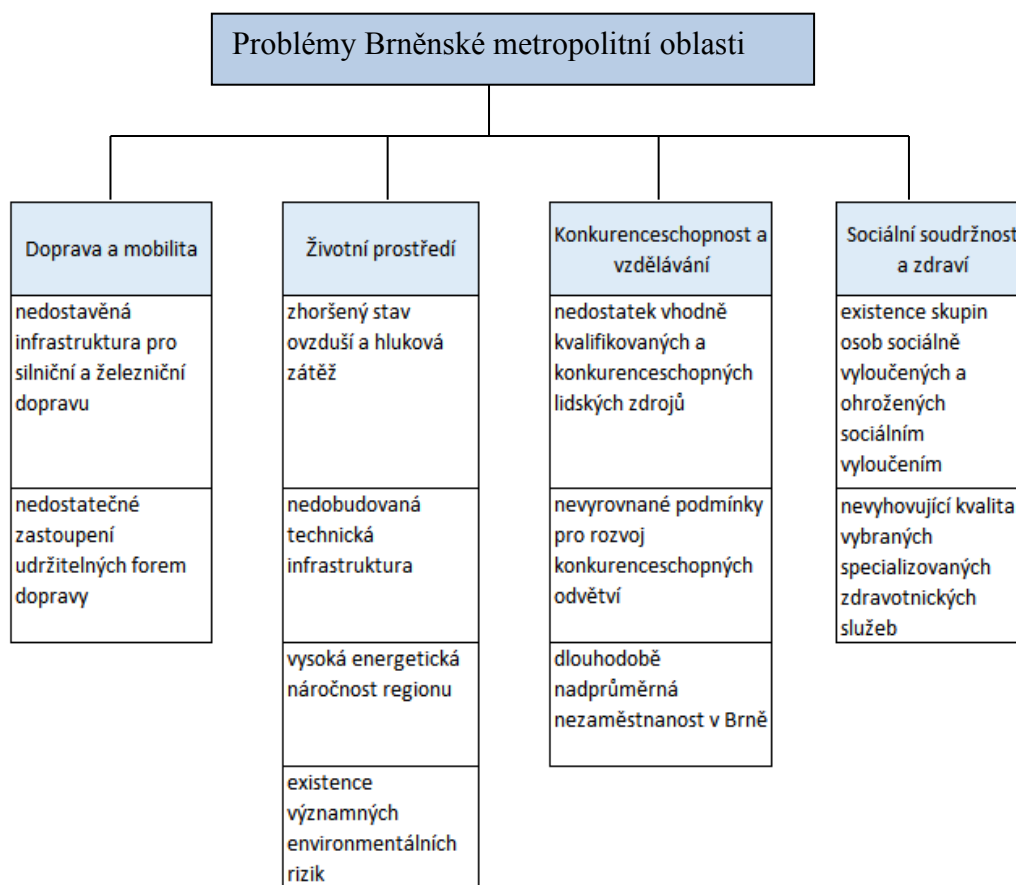 Problémy Brněnské metropolitní oblasti
Doprava a mobilita
nedostavěná
infrastruktura pro
silniční a železniční
dopravu
nedostatečné
zastoupení
udržitelných forem
dopravy
Životní prostředí
zhoršený stav
ovzduší a hluková
zátěž
nedobudovaná
technická
infrastruktura
vysoká energetická
náročnost regionu
existence
významných
environmentálních
rizik
Konkurenceschopnost a
vzdělávání
nedostatek vhodně
kvalifikovaných a
konkurenceschopných
lidských zdrojů
nevyrovnané podmínky
pro rozvoj
konkurenceschopných
odvětví
dlouhodobě
nadprůměrná
nezaměstnanost v Brně
Sociální soudržnost
a zdraví
existence skupin
osob sociálně
vyloučených a
ohrožených
sociálním
vyloučením
nevyhovující kvalita
vybraných
specializovaných
zdravotnických
služeb